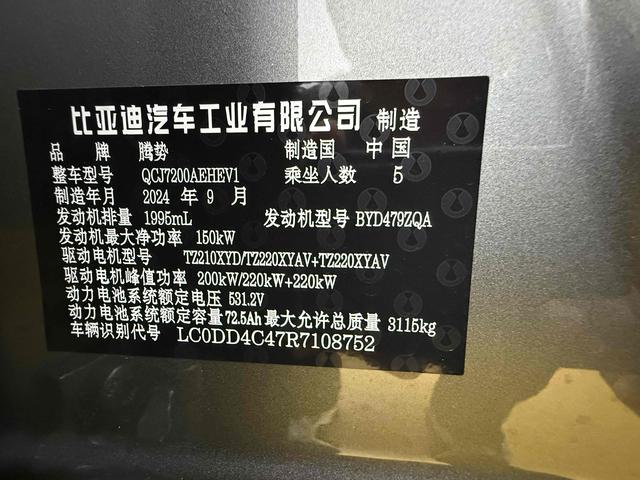 比亚迪汽车工业有限公司 制造
品 牌 腾势 制造国 中 国
整车型号 QCJ7200AEHEV1 乘坐人数 5
制造年月 2024 年 9 月
发动机排量 1995mL 发动机型号 BYD479ZQA
发动机最大净功率 150kW
驱动电机型号 TZ210XYD/TZ220XYAV+TZ220XYAV
驱动电机峰值功率 200kW/220kW+220kW
动力电池系统额定电压 531.2V
动力电池系统额定容量 72.5Ah 最大允许总质量 3115kg
车辆识别代号 LC0DD4C47R7108752